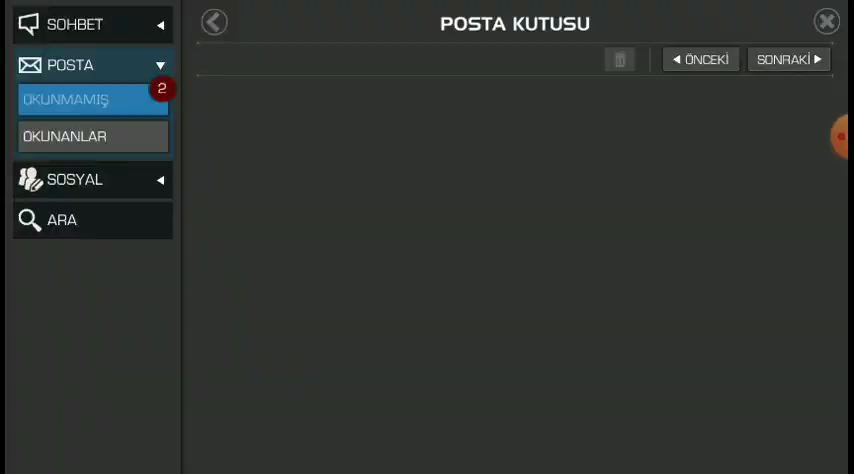 SOHBET
POSTA
2
OKUNMAMIŞ
OKUNANLAR
SOSYAL
ARA
POSTA KUTUSU
ÖNCEKİ
SONRAKİ